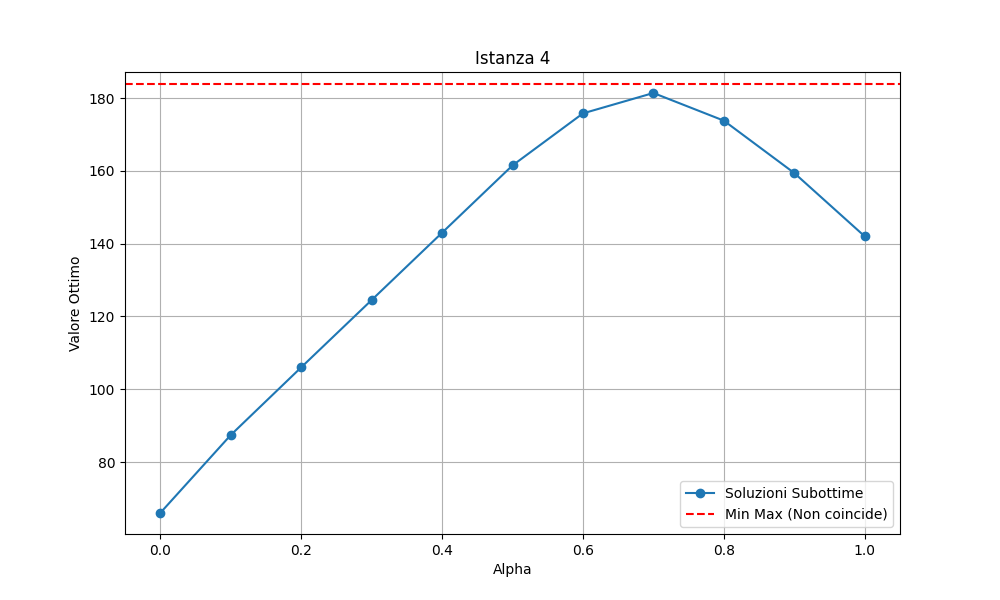 Istanza 4
Valore Ottimo
180
160
140
120
100
80
0.0 0.2 0.4 0.6 0.8 1.0
Alpha
Soluzioni Subottime
Min Max (Non coincide)